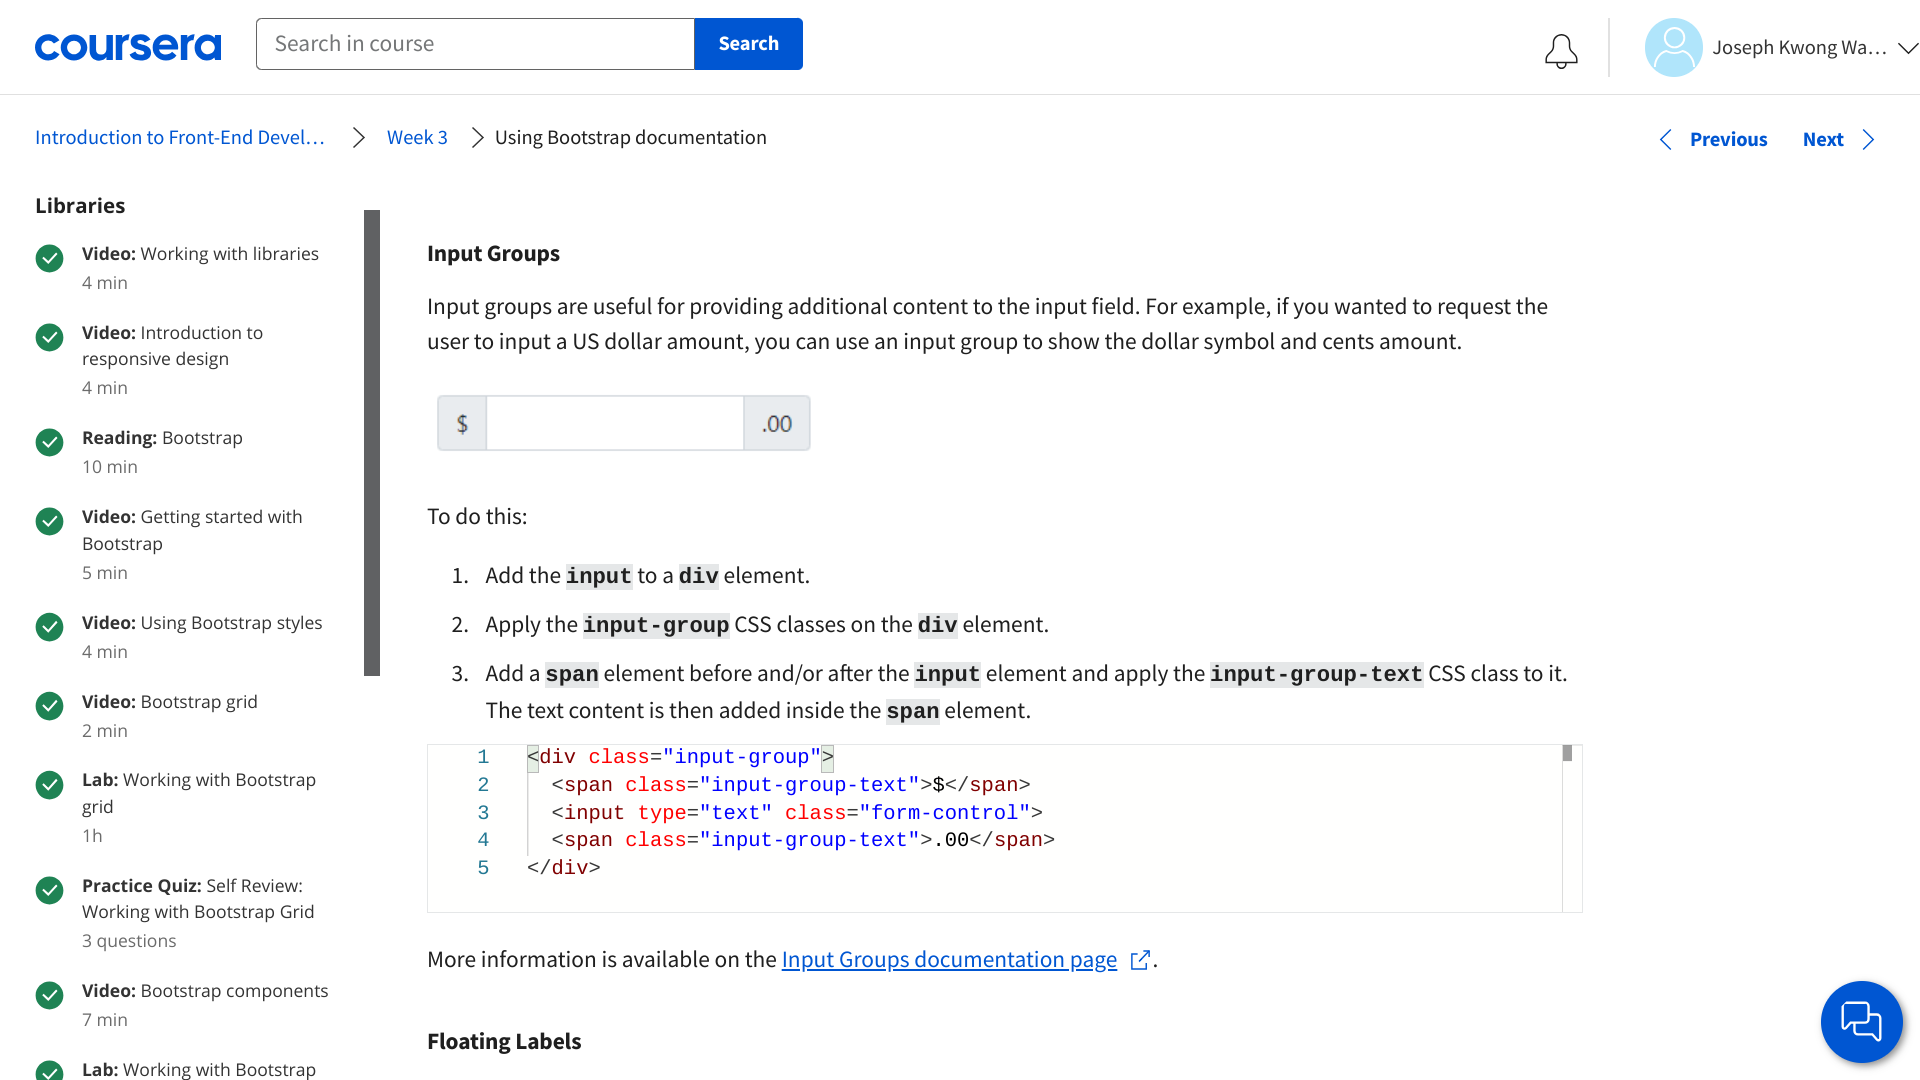 coursera
Search in course
Search
Joseph Kwong Wa...
Introduction to Front-End Devel...
Week 3
Using Bootstrap documentation
Previous
Next
Libraries
Video: Working with libraries
4 min
Video: Introduction to
responsive design
4 min
Reading: Bootstrap
10 min
Video: Getting started with
Bootstrap
5 min
Video: Using Bootstrap styles
4 min
Video: Bootstrap grid
2 min
Lab: Working with Bootstrap
grid
1h
Practice Quiz: Self Review:
Working with Bootstrap Grid
3 questions
Video: Bootstrap components
7 min
Lab: Working with Bootstrap
Input Groups
Input groups are useful for providing additional content to the input field. For example, if you wanted to request the
user to input a US dollar amount, you can use an input group to show the dollar symbol and cents amount.
$ .00
To do this:
1. Add the input to a div element.
2. Apply the input-group CSS classes on the div element.
3. Add a span element before and/or after the input element and apply the input-group-text CSS class to it.
The text content is then added inside the span element.
1 <div class="input-group">
2 <span class="input-group-text">$</span>
3 <input type="text" class="form-control">
4 <span class="input-group-text">.00</span>
5 </div>
More information is available on the Input Groups documentation page .
Floating Labels